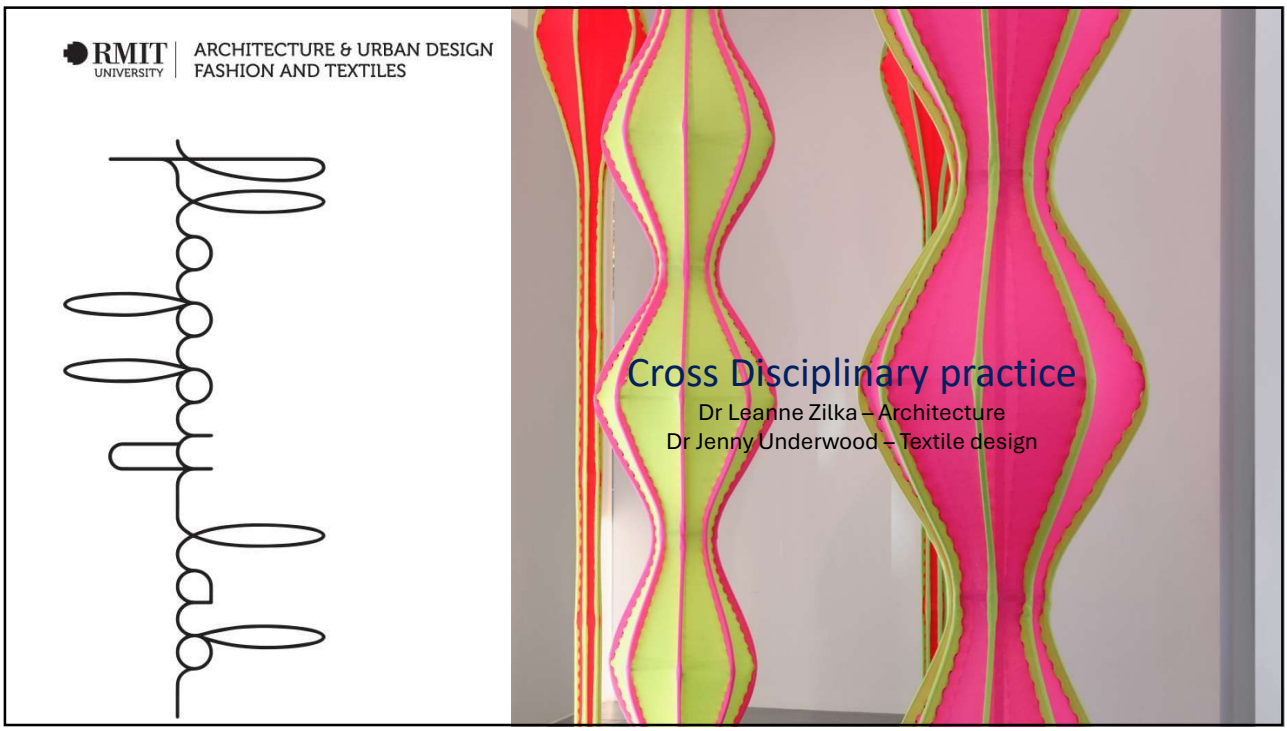 RMIT
UNIVERSITY
ARCHITECTURE & URBAN DESIGN
FASHION AND TEXTILES
Cross Disciplinary practice
Dr Leanne Zilka – Architecture
Dr Jenny Underwood – Textile design